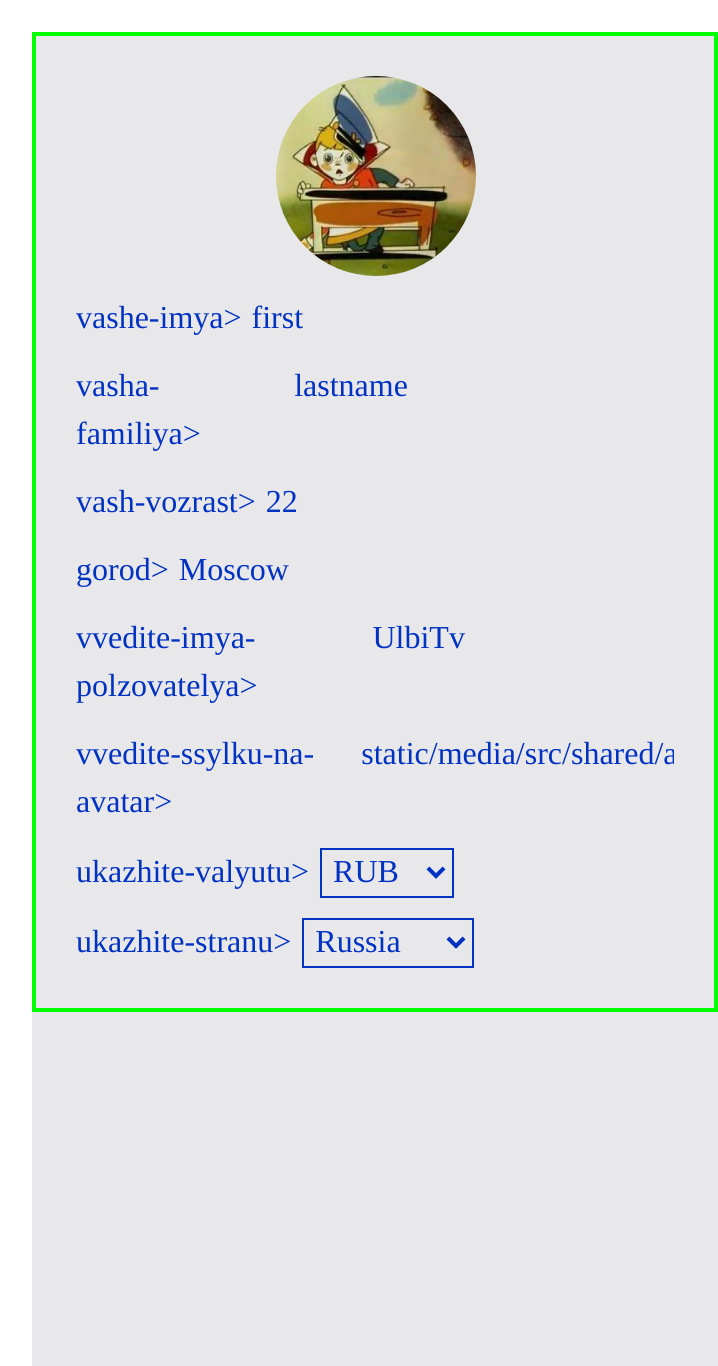 vashe-imya> first
vasha- lastname
familiya>
vash-vozrast> 22
gorod> Moscow
vvedite-imya- UlbiTv
polzovatelya>
vvedite-ssylku-na- static/media/src/shared/a
avatar>
ukazhite-valyutu> RUB
ukazhite-stranu> Russia